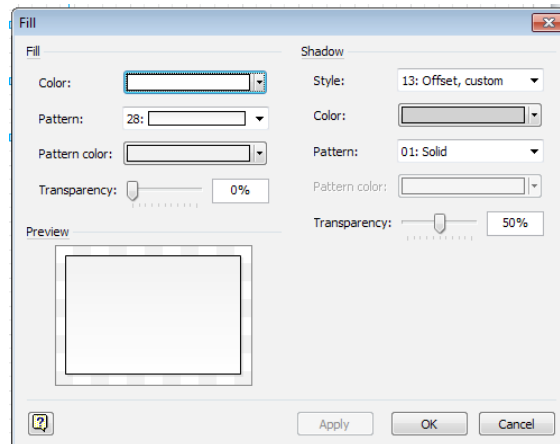 Fill
Fill
Color:
Pattern: 28:
Pattern color:
Transparency: 0%
Preview
Shadow
Style: 13: Offset, custom
Color:
Pattern: 01: Solid
Pattern color:
Transparency: 50%
?
Apply OK Cancel